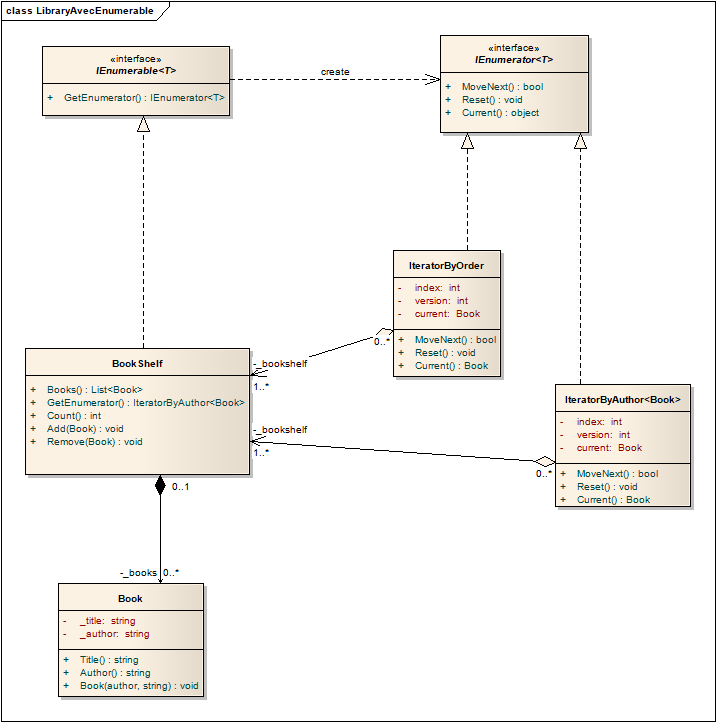 class LibraryAvecEnumerable
«interface»
IEnumerable<T>
+ GetEnumerator() : IEnumerator<T>
create
«interface»
IEnumerator<T>
+ MoveNext() : bool
+ Reset() : void
+ Current() : object
IteratorByOrder
- index: int
- version: int
- current: Book
+ MoveNext() : bool
+ Reset() : void
+ Current() : Book
0..*
-_bookshelf
1..*
BookShelf
+ Books() : List<Book>
+ GetEnumerator() : IteratorByAuthor<Book>
+ Count() : int
+ Add(Book) : void
+ Remove(Book) : void
-_bookshelf
1..*
0..*
IteratorByAuthor<Book>
- index: int
- version: int
- current: Book
+ MoveNext() : bool
+ Reset() : void
+ Current() : Book
0..1
-_books 0..*
Book
- _title: string
- _author: string
+ Title() : string
+ Author() : string
+ Book(author, string) : void